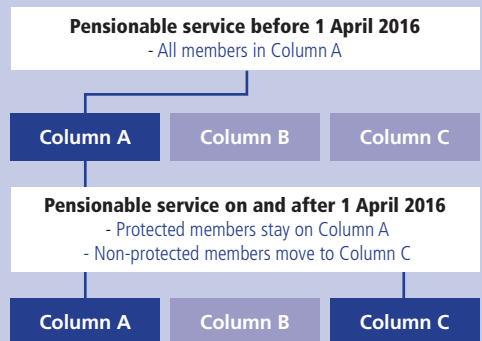 Pensionable service before 1 April 2016
- All members in Column A
Column A
Column B
Column C
Pensionable service on and after 1 April 2016
- Protected members stay on Column A
- Non-protected members move to Column C
Column A
Column B
Column C